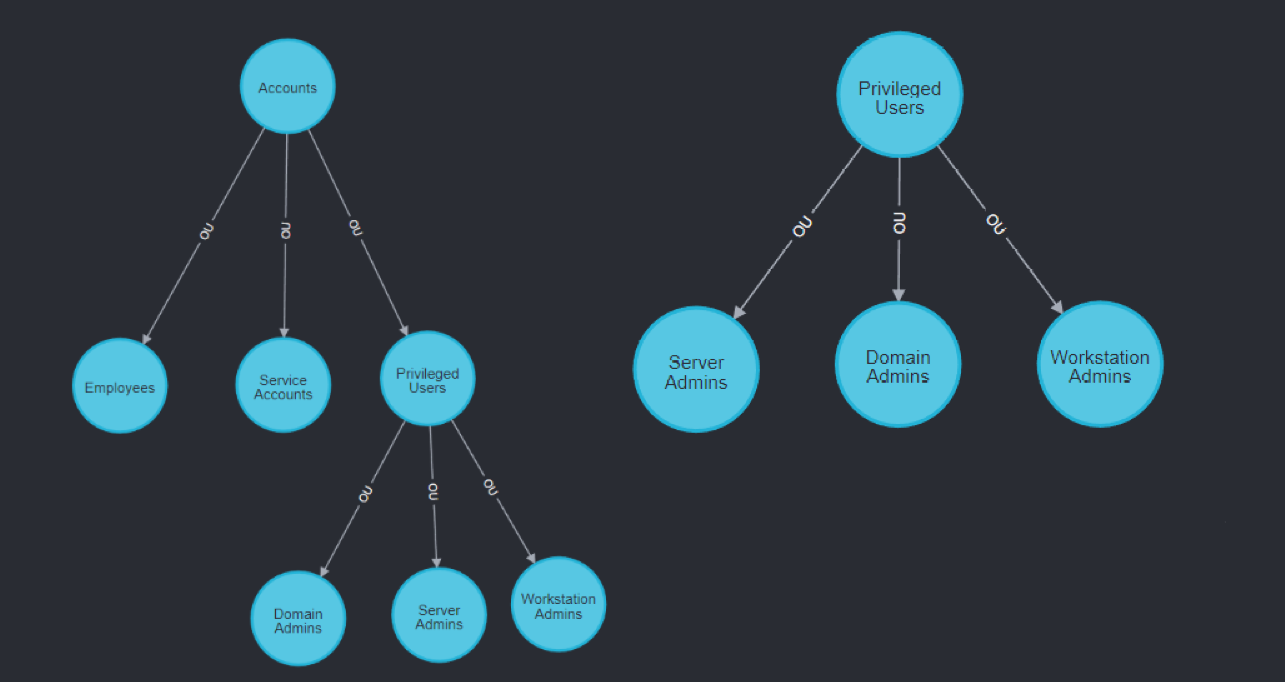 Accounts
OU
OU
OU
Employees
Service
Accounts
Privileged
Users
OU
OU
OU
Domain
Admins
Server
Admins
Workstation
Admins
Privileged
Users
OU
OU
OU
Server
Admins
Domain
Admins
Workstation
Admins